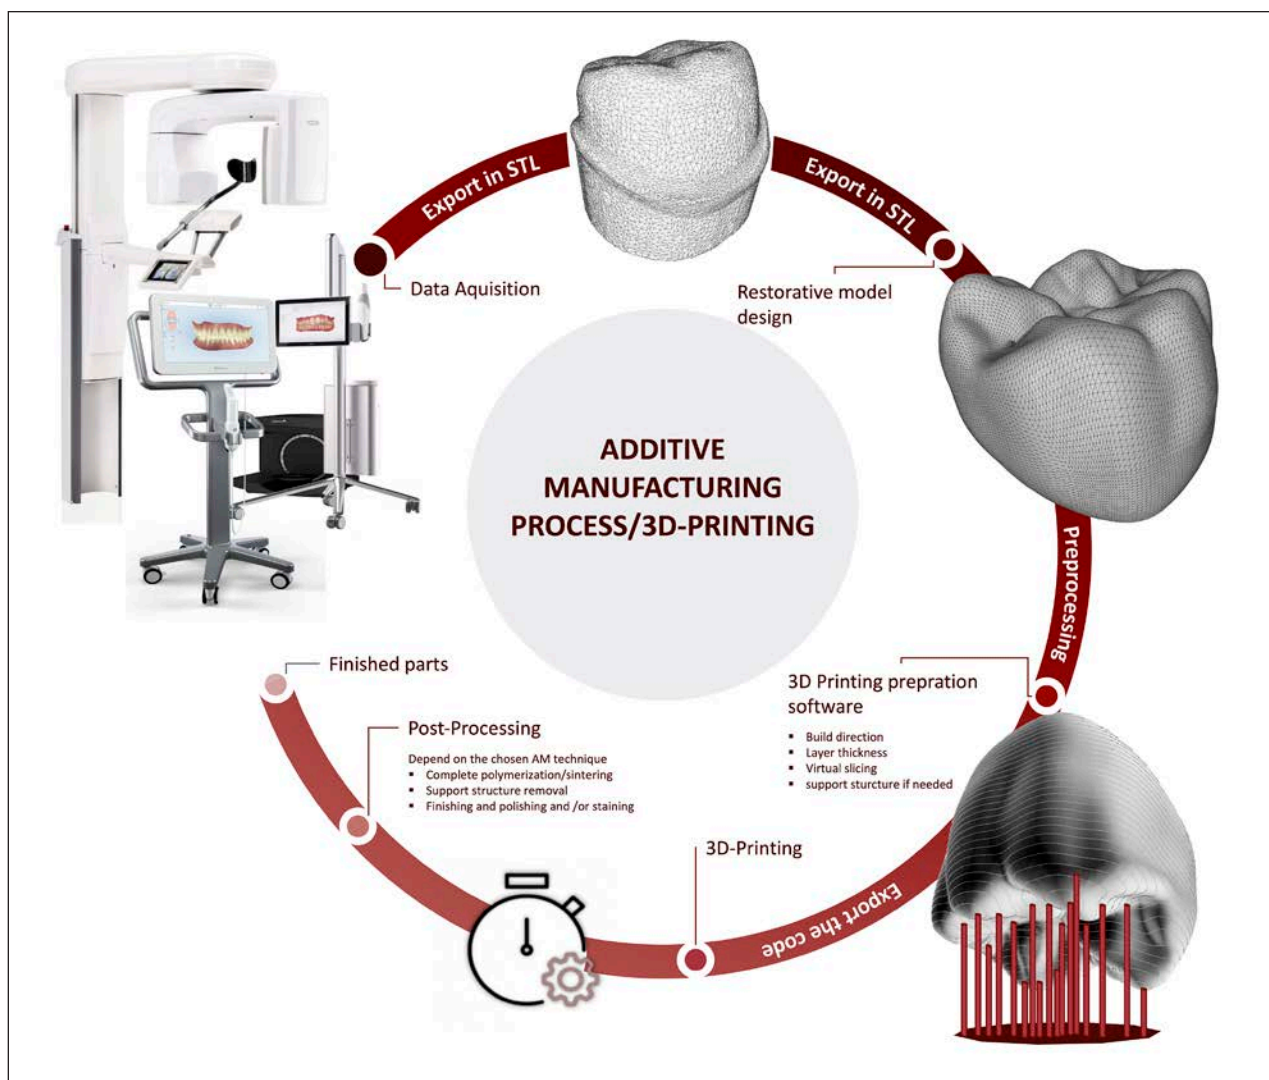 Export in STL
Export in STL
Data Aquisition
Restorative model
design
ADDITIVE
MANUFACTURING
PROCESS/3D-PRINTING
Preprocessing
3D Printing prepration
software
▪ Build direction
▪ Layer thickness
▪ Virtual slicing
▪ support sturcture if needed
Export the code
3D-Printing
Post-Processing
Depend on the chosen AM technique
▪ Complete polymerization/sintering
▪ Support structure removal
▪ Finishing and polishing and /or staining
Finished parts